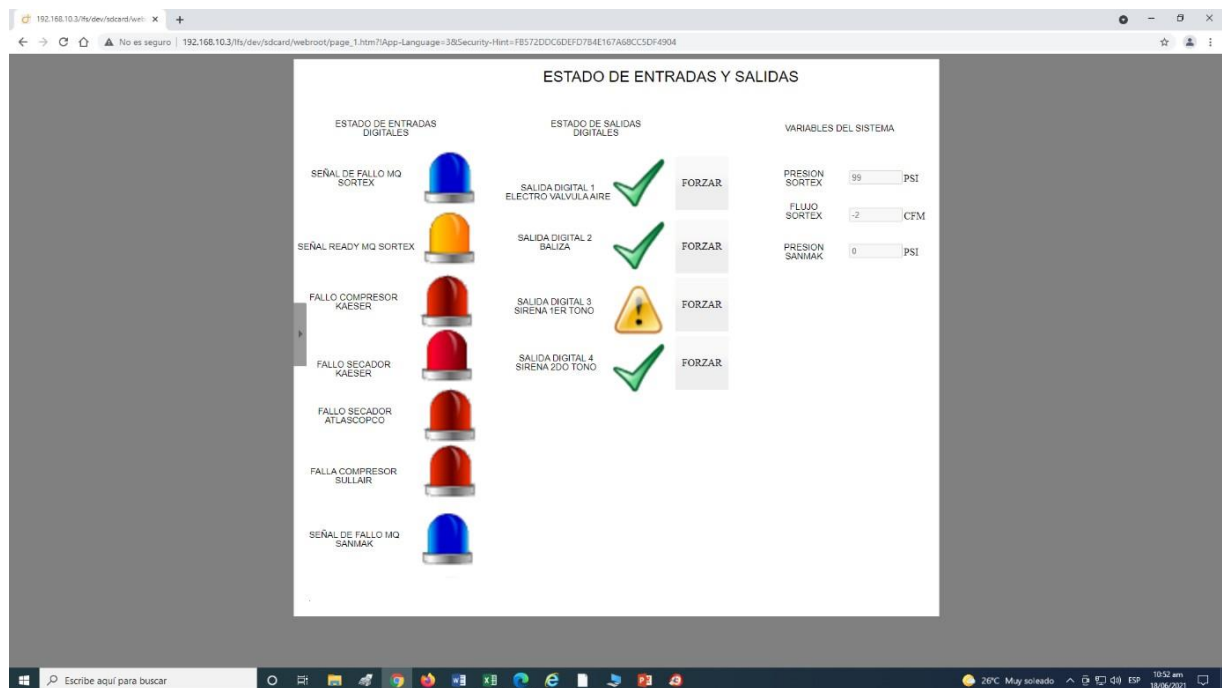 192.168.10.3/lfs/dev/sdcard/web
No es seguro
192.168.10.3/lfs/dev/sdcard/webroot/page_1.htm?!App-Language=3&Security-Hint=FB572DDC6DEFD7B4E167A68CC5DF4904
ESTADO DE ENTRADAS Y SALIDAS
ESTADO DE ENTRADAS
DIGITALES
SEÑAL DE FALLO MQ
SORTEX
SEÑAL READY MQ SORTEX
FALLO COMPRESOR
KAESER
FALLO SECADOR
KAESER
FALLO SECADOR
ATLASCOPCO
FALLA COMPRESOR
SULLAIR
SEÑAL DE FALLO MQ
SANMAK
ESTADO DE SALIDAS
DIGITALES
SALIDA DIGITAL 1
ELECTRO VALVULA AIRE
FORZAR
SALIDA DIGITAL 2
BALIZA
FORZAR
SALIDA DIGITAL 3
SIRENA 1ER TONO
FORZAR
SALIDA DIGITAL 4
SIRENA 2DO TONO
FORZAR
VARIABLES DEL SISTEMA
PRESION
SORTEX
99 PSI
FLUJO
SORTEX
-2 CFM
PRESION
SANMAK
0 PSI
Escribe aquí para buscar
26°C Muy soleado
ESP
10:52 am
18/06/2021